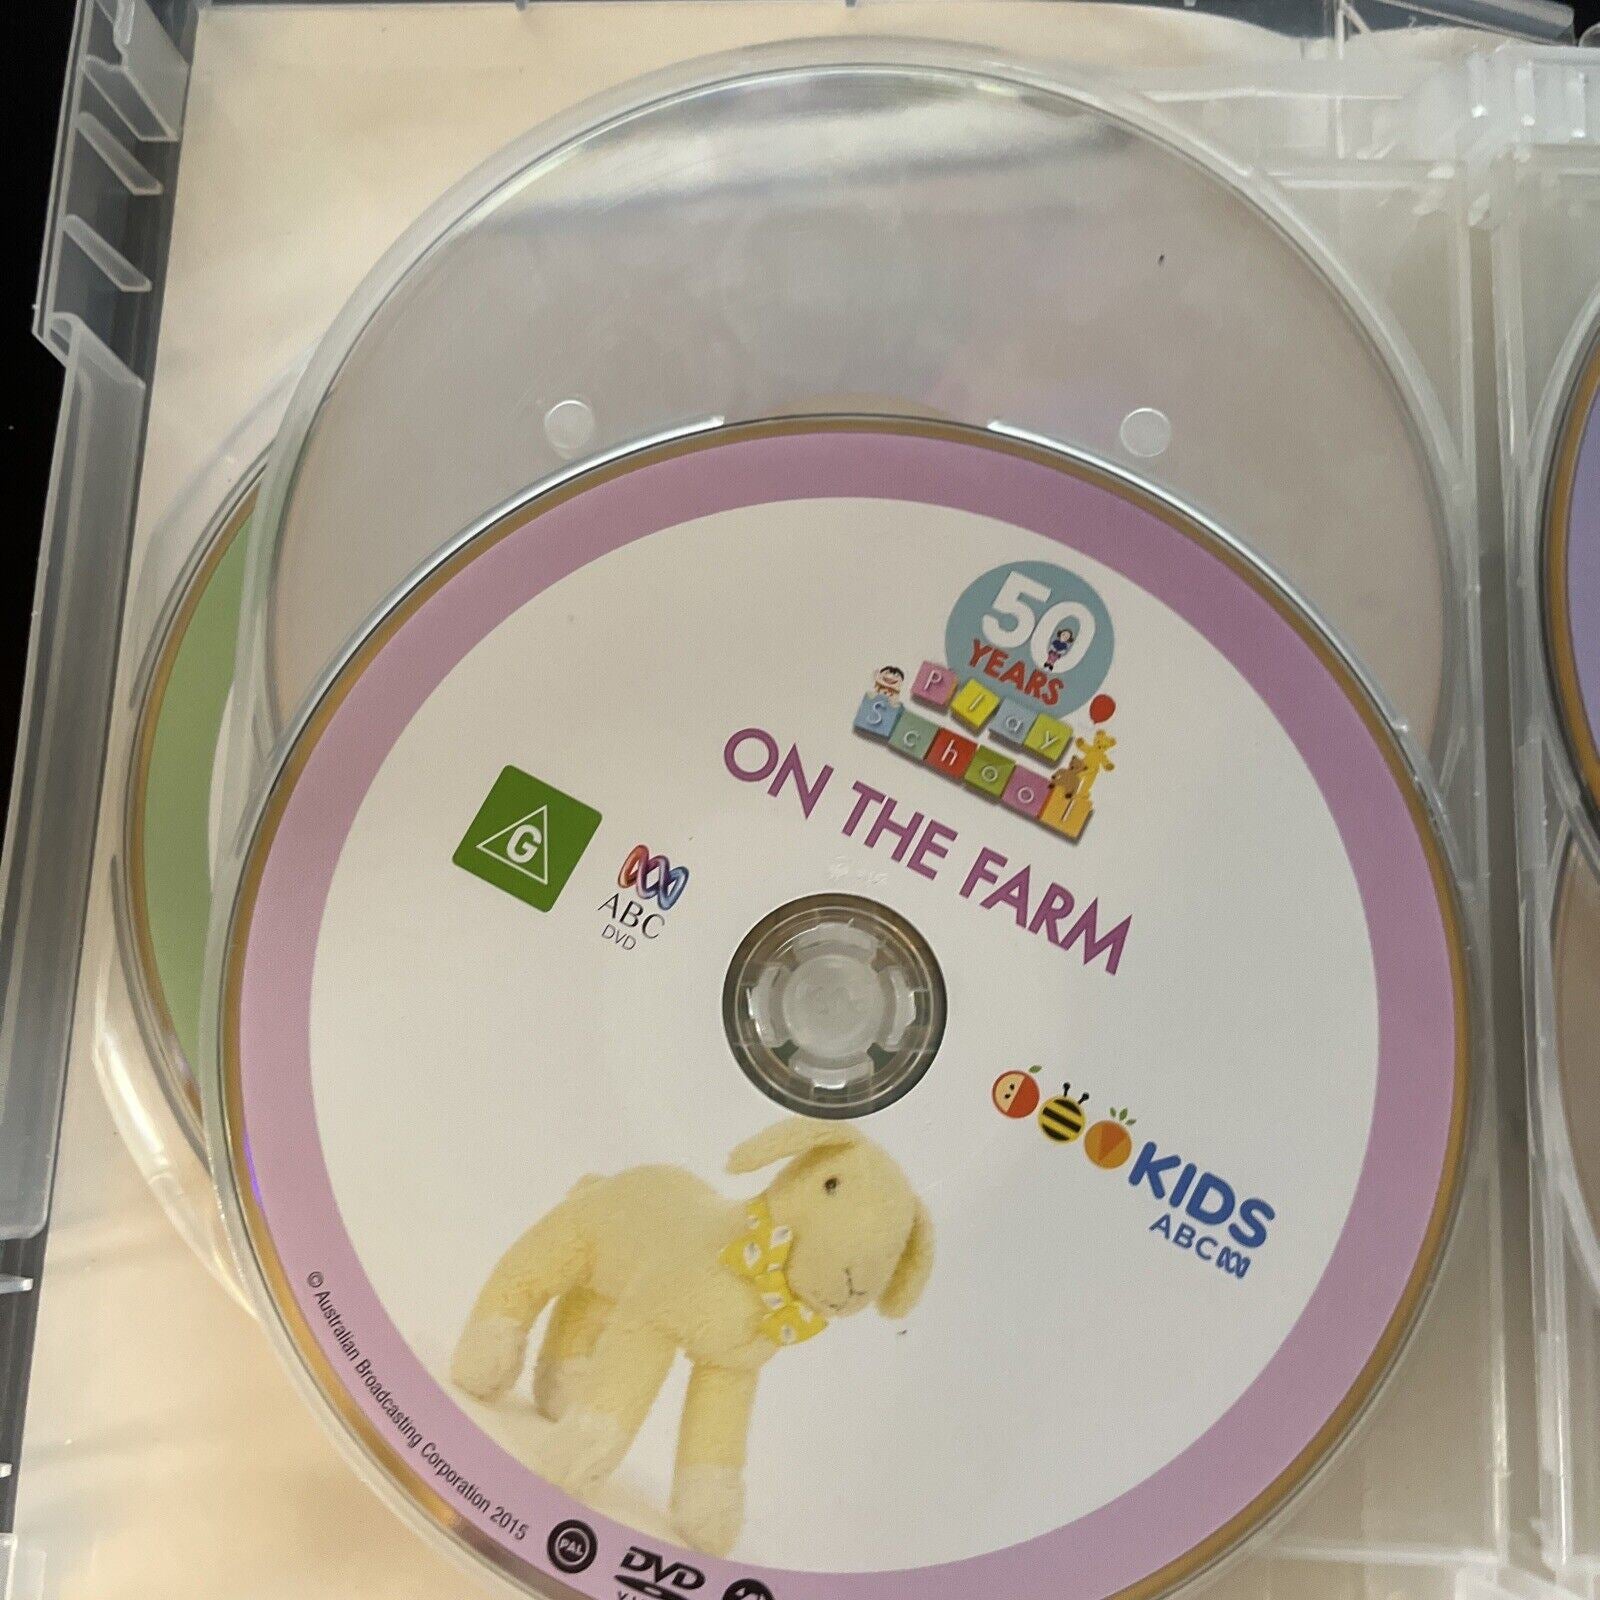 50
YEARS
Play
School
ON THE FARM
G
ABC
DVD
KIDS
ABC
© Australian Broadcasting Corporation 2015
PAL
DVD